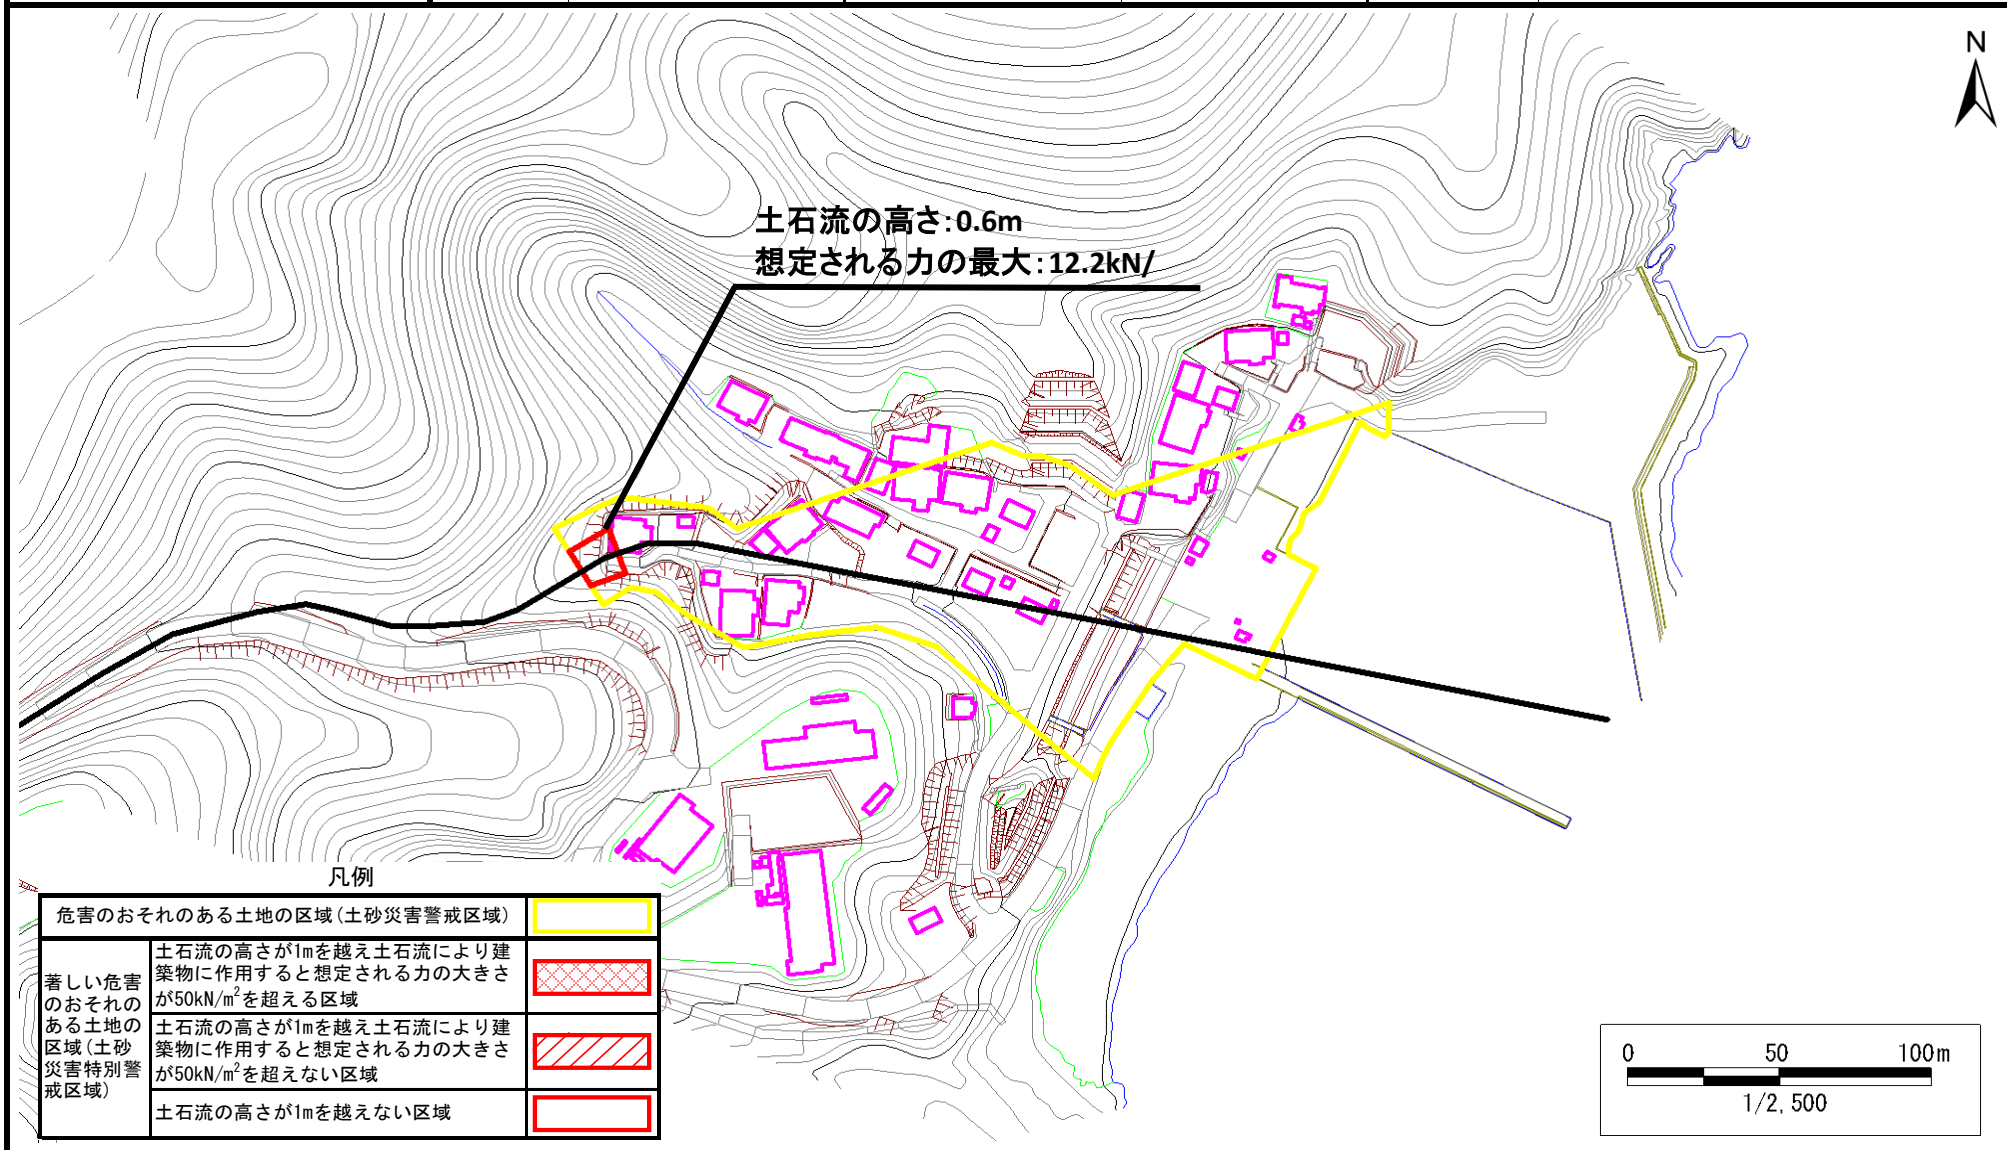 N
土石流の高さ:0.6m
想定される力の最大:12.2kN/
凡例
危害のおそれのある土地の区域(土砂災害警戒区域)
著しい危害
のおそれの
ある土地の
区域(土砂
災害特別警
戒区域)
土石流の高さが1mを越え土石流により建
築物に作用すると想定される力の大きさ
が50kN/m²を超える区域
土石流の高さが1mを越え土石流により建
築物に作用すると想定される力の大きさ
が50kN/m²を超えない区域
土石流の高さが1mを越えない区域
0 50 100m
1/2,500